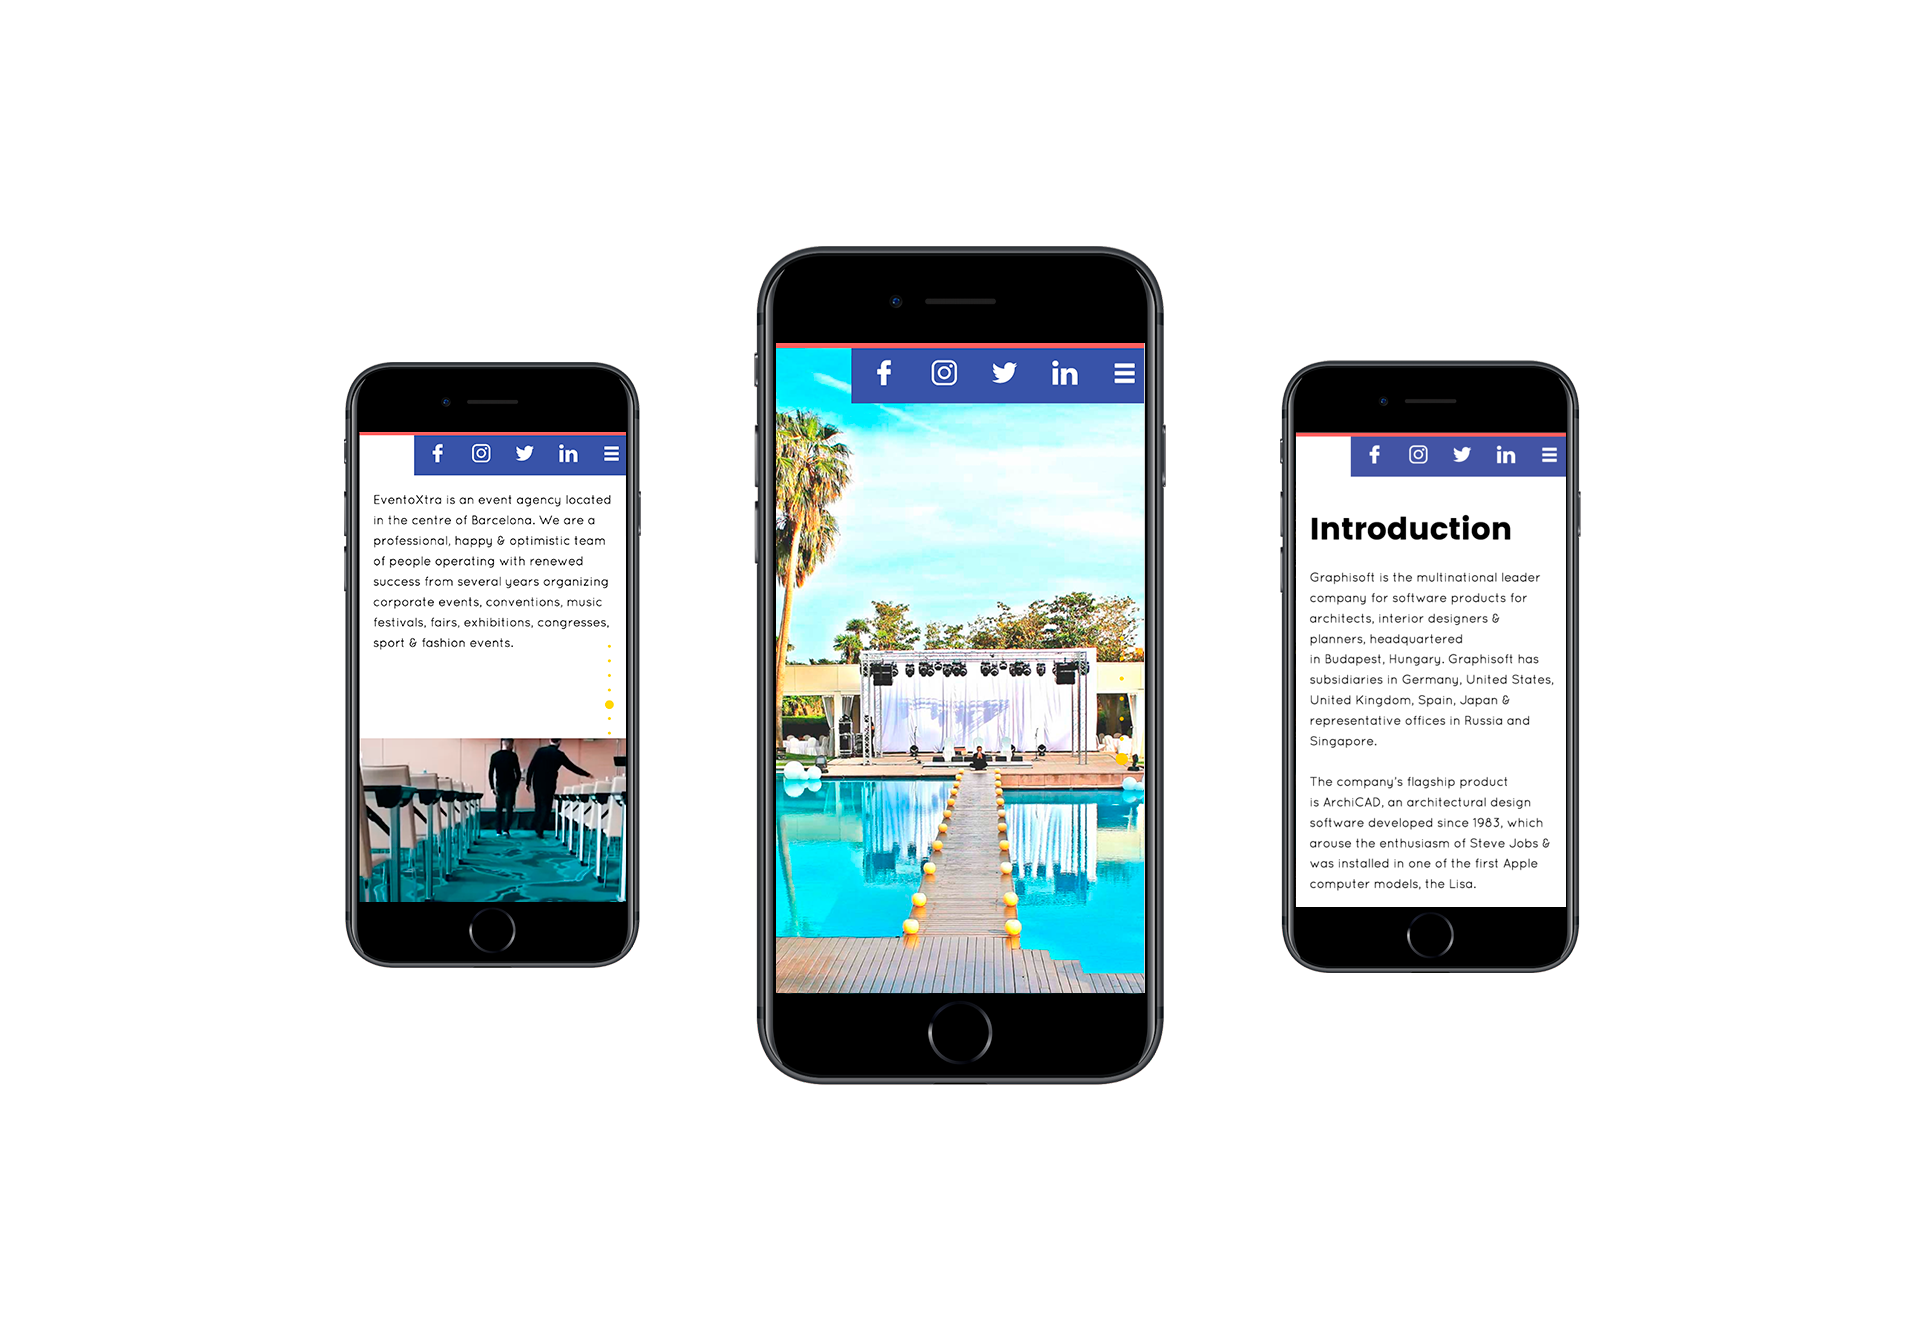 EventoXtra is an event agency located
in the centre of Barcelona. We are a
professional, happy & optimistic team
of people operating with renewed
success from several years organizing
corporate events, conventions, music
festivals, fairs, exhibitions, congresses,
sport & fashion events.
Introduction
Graphisoft is the multinational leader
company for software products for
architects, interior designers &
planners, headquartered
in Budapest, Hungary. Graphisoft has
subsidiaries in Germany, United States,
United Kingdom, Spain, Japan &
representative offices in Russia and
Singapore.
The company's flagship product
is ArchiCAD, an architectural design
software developed since 1983, which
arouse the enthusiasm of Steve Jobs &
was installed in one of the first Apple
computer models, the Lisa.